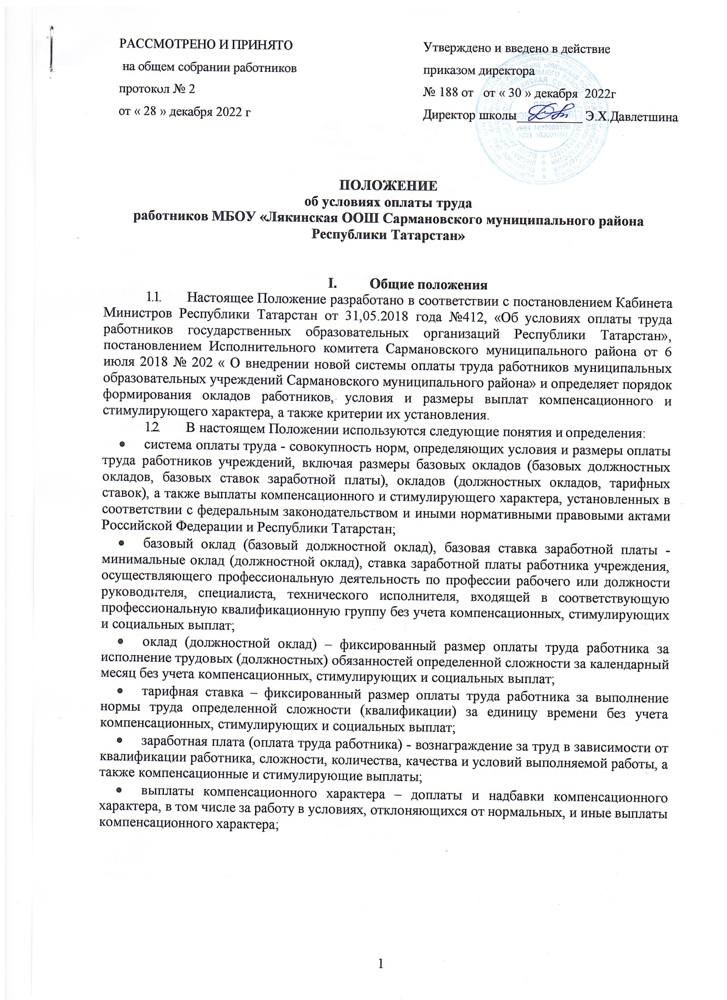 РАССМОТРЕНО И ПРИНЯТО
на общем собрании работников
протокол № 2
от « 28 » декабря 2022 г
Утверждено и введено в действие
приказом директора
№ 188 от от « 30 » декабря 2022г
Директор школы__________ Э.Х.Давлетшина
ИНН 1636003150
КПП 163601001
ПОЛОЖЕНИЕ
об условиях оплаты труда
работников МБОУ «Лякинская ООШ Сармановского муниципального района
Республики Татарстан»
I. Общие положения
1.1. Настоящее Положение разработано в соответствии с постановлением Кабинета
Министров Республики Татарстан от 31,05.2018 года №412, «Об условиях оплаты труда
работников государственных образовательных организаций Республики Татарстан»,
постановлением Исполнительного комитета Сармановского муниципального района от 6
июля 2018 № 202 « О внедрении новой системы оплаты труда работников муниципальных
образовательных учреждений Сармановского муниципального района» и определяет порядок
формирования окладов работников, условия и размеры выплат компенсационного и
стимулирующего характера, а также критерии их установления.
1.2. В настоящем Положении используются следующие понятия и определения:
• система оплаты труда - совокупность норм, определяющих условия и размеры оплаты
труда работников учреждений, включая размеры базовых окладов (базовых должностных
окладов, базовых ставок заработной платы), окладов (должностных окладов, тарифных
ставок), а также выплаты компенсационного и стимулирующего характера, установленных в
соответствии с федеральным законодательством и иными нормативными правовыми актами
Российской Федерации и Республики Татарстан;
• базовый оклад (базовый должностной оклад), базовая ставка заработной платы -
минимальные оклад (должностной оклад), ставка заработной платы работника учреждения,
осуществляющего профессиональную деятельность по профессии рабочего или должности
руководителя, специалиста, технического исполнителя, входящей в соответствующую
профессиональную квалификационную группу без учета компенсационных, стимулирующих
и социальных выплат;
• оклад (должностной оклад) – фиксированный размер оплаты труда работника за
исполнение трудовых (должностных) обязанностей определенной сложности за календарный
месяц без учета компенсационных, стимулирующих и социальных выплат;
• тарифная ставка – фиксированный размер оплаты труда работника за выполнение
нормы труда определенной сложности (квалификации) за единицу времени без учета
компенсационных, стимулирующих и социальных выплат;
• заработная плата (оплата труда работника) - вознаграждение за труд в зависимости от
квалификации работника, сложности, количества, качества и условий выполняемой работы, а
также компенсационные и стимулирующие выплаты;
• выплаты компенсационного характера – доплаты и надбавки компенсационного
характера, в том числе за работу в условиях, отклоняющихся от нормальных, и иные выплаты
компенсационного характера;
1